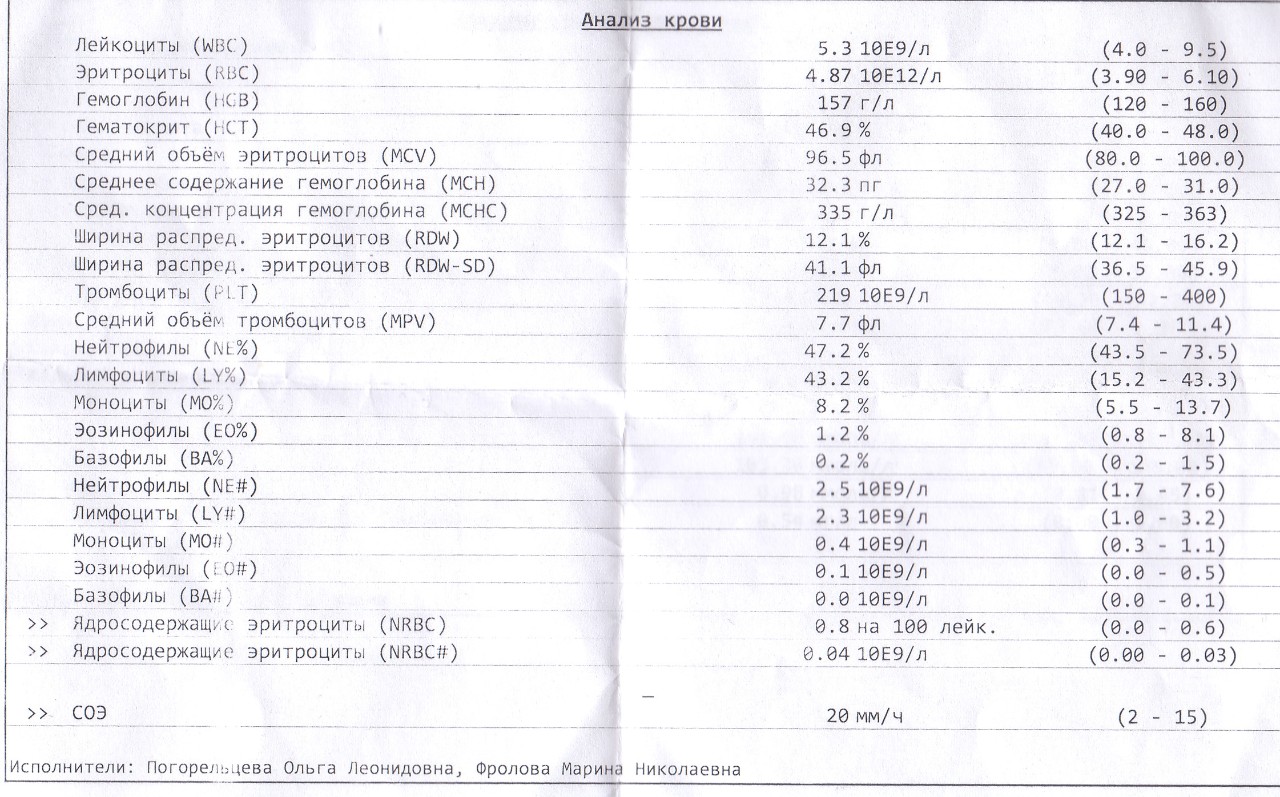 Анализ крови
Лейкоциты (WBC) 5.3 10E9/л (4.0 - 9.5)
Эритроциты (RBC) 4.87 10E12/л (3.90 - 6.10)
Гемоглобин (HGB) 157 г/л (120 - 160)
Гематокрит (HCT) 46.9 % (40.0 - 48.0)
Средний объём эритроцитов (MCV) 96.5 фл (80.0 - 100.0)
Среднее содержание гемоглобина (MCH) 32.3 пг (27.0 - 31.0)
Сред. концентрация гемоглобина (MCHC) 335 г/л (325 - 363)
Ширина распред. эритроцитов (RDW) 12.1 % (12.1 - 16.2)
Ширина распред. эритроцитов (RDW-SD) 41.1 фл (36.5 - 45.9)
Тромбоциты (PLT) 219 10E9/л (150 - 400)
Средний объём тромбоцитов (MPV) 7.7 фл (7.4 - 11.4)
Нейтрофилы (NE%) 47.2 % (43.5 - 73.5)
Лимфоциты (LY%) 43.2 % (15.2 - 43.3)
Моноциты (MO%) 8.2 % (5.5 - 13.7)
Эозинофилы (EO%) 1.2 % (0.8 - 8.1)
Базофилы (BA%) 0.2 % (0.2 - 1.5)
Нейтрофилы (NE#) 2.5 10E9/л (1.7 - 7.6)
Лимфоциты (LY#) 2.3 10E9/л (1.0 - 3.2)
Моноциты (MO#) 0.4 10E9/л (0.3 - 1.1)
Эозинофилы (EO#) 0.1 10E9/л (0.0 - 0.5)
Базофилы (BA#) 0.0 10E9/л (0.0 - 0.1)
>> Ядросодержащие эритроциты (NRBC) 0.8 на 100 лейк. (0.0 - 0.6)
>> Ядросодержащие эритроциты (NRBC#) 0.04 10E9/л (0.00 - 0.03)
–
>> СОЭ 20 мм/ч (2 - 15)
Исполнители: Погорельцева Ольга Леонидовна, Фролова Марина Николаевна